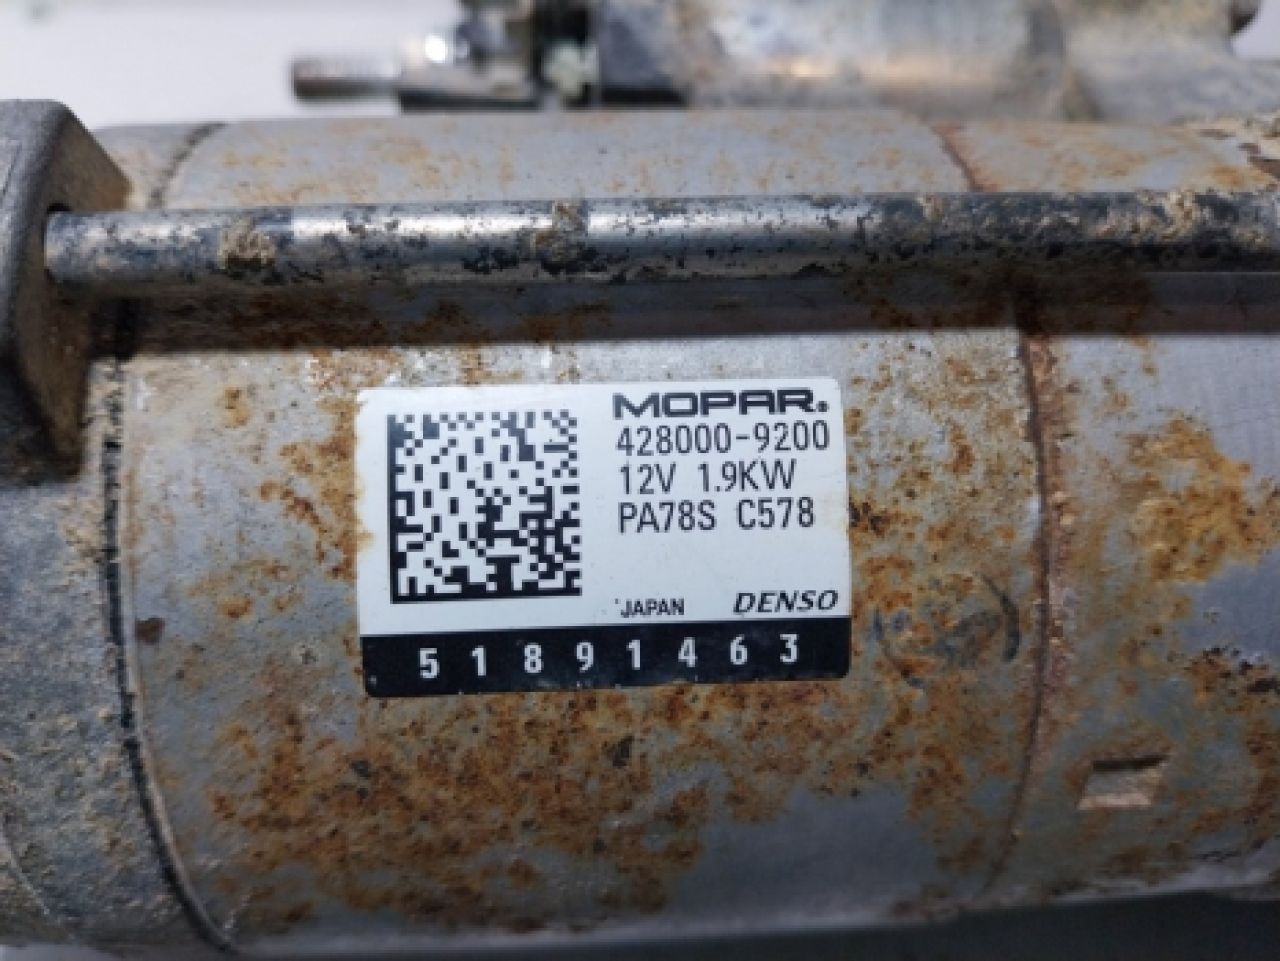 MOPAR®
428000-9200
12V 1.9KW
PA78S C578
JAPAN DENSO
51891463